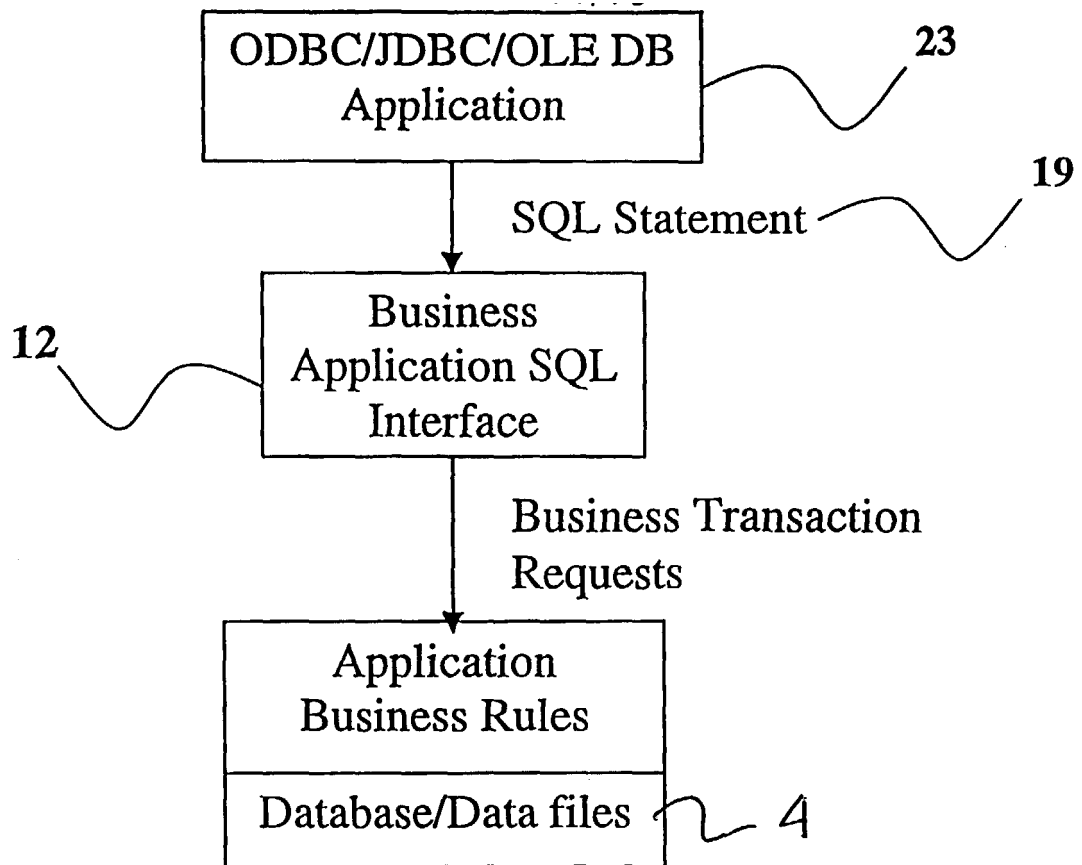 ODBC/JDBC/OLE DB
Application
23
SQL Statement
19
Business
Application SQL
Interface
12
Business Transaction
Requests
Application
Business Rules
Database/Data files
4